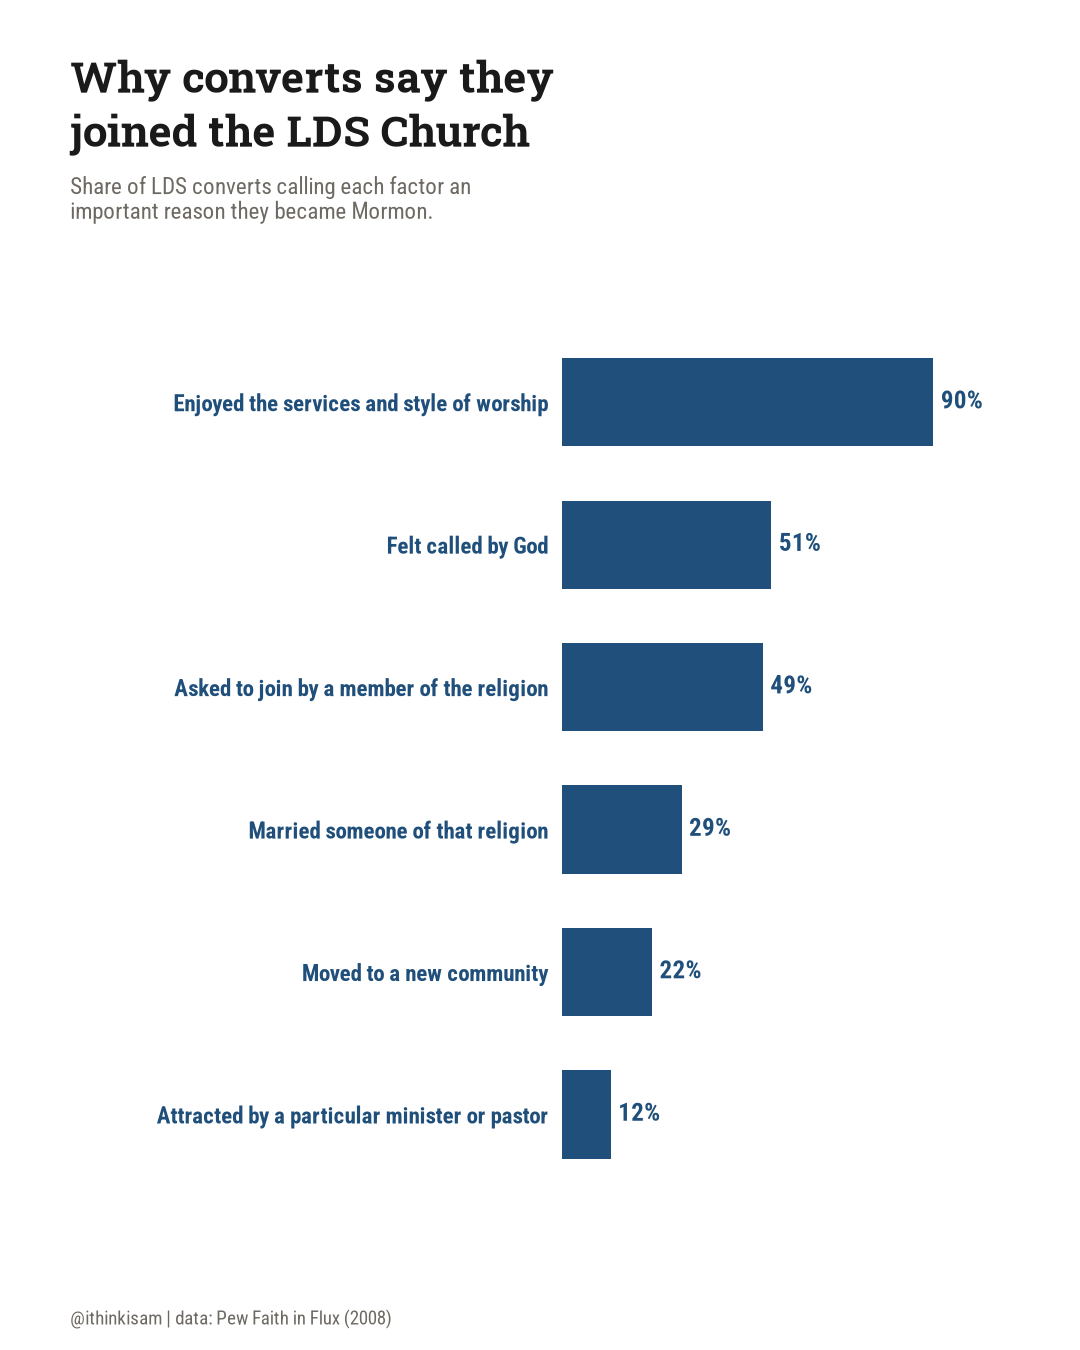 Why converts say they
joined the LDS Church
Share of LDS converts calling each factor an
important reason they became Mormon.
Enjoyed the services and style of worship 90%
Felt called by God 51%
Asked to join by a member of the religion 49%
Married someone of that religion 29%
Moved to a new community 22%
Attracted by a particular minister or pastor 12%
@ithinkisam | data: Pew Faith in Flux (2008)